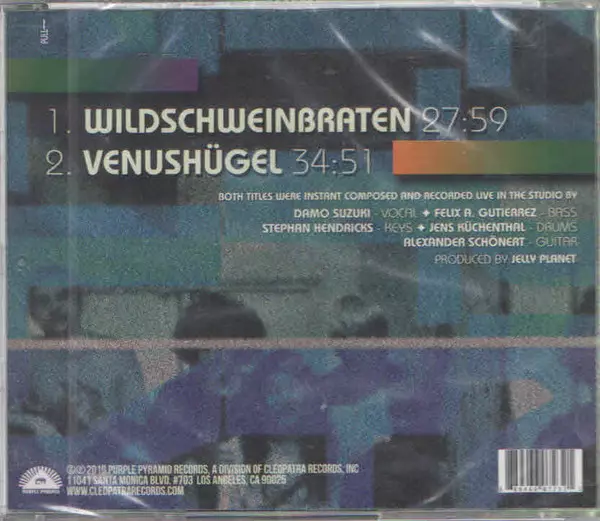 PULL
1. WILDSCHWEINBRATEN 27:59
2. VENUSHÜGEL 34:51
BOTH TITLES WERE INSTANT COMPOSED AND RECORDED LIVE IN THE STUDIO BY
DAMO SUZUKI - VOCAL ✦ FELIX A. GUTIERREZ - BASS
STEPHAN HENDRICKS - KEYS ✦ JENS KÜCHENTHAL - DRUMS
ALEXANDER SCHÖNERT - GUITAR
PRODUCED BY JELLY PLANET
PURPLE PYRAMID
PURPLE PYRAMID RECORDS, A DIVISION OF CLEOPATRA RECORDS, INC
11041 SANTA MONICA BLVD. #703 LOS ANGELES, CA 90025
WWW.CLEOPATRARECORDS.COM